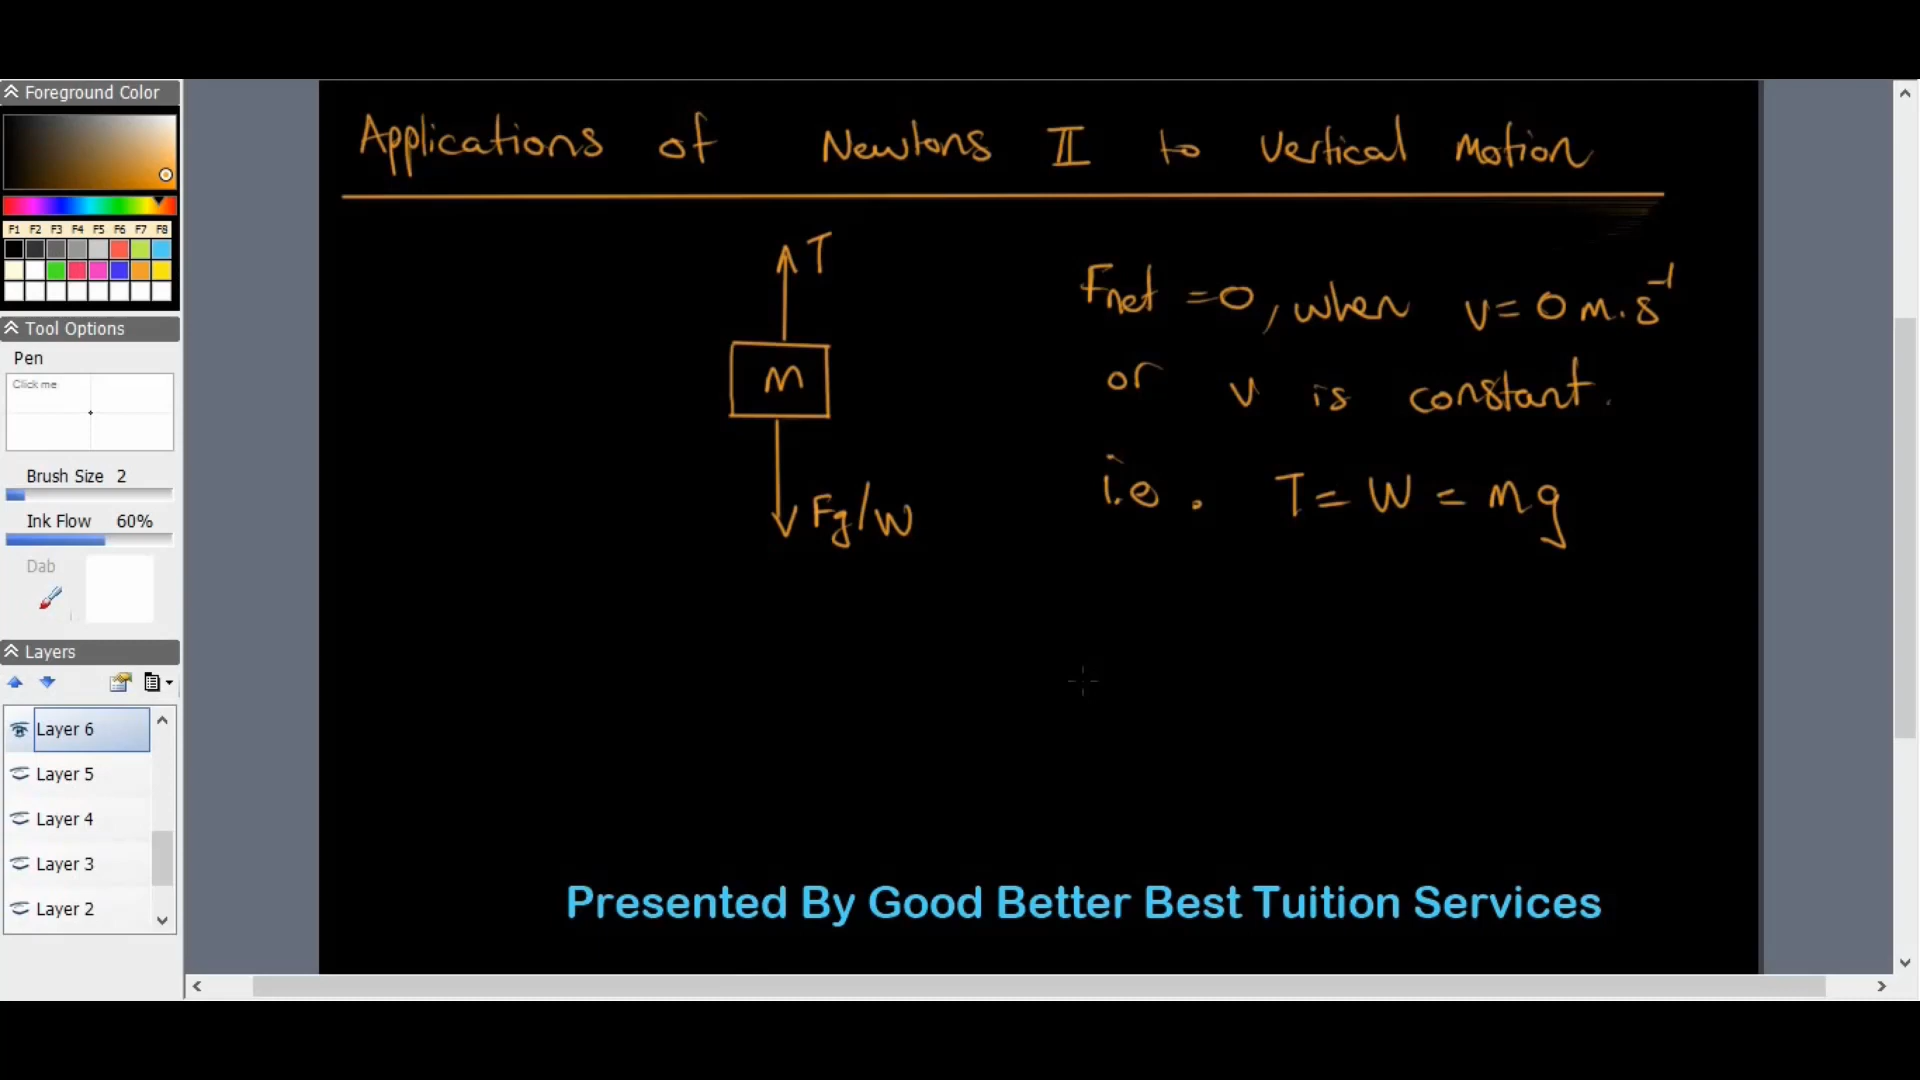 Foreground Color
F1 F2 F3 F4 F5 F6 F7 F8
Tool Options
Pen
Click me
Brush Size 2
Ink Flow 60%
Dab
Layers
Layer 6
Layer 5
Layer 4
Layer 3
Layer 2
Applications of Newtons II to Vertical Motion
T
m
Fg/W
Fnet = 0, when v = 0 m.s⁻¹
or v is constant.
i.e. T = W = mg
Presented By Good Better Best Tuition Services